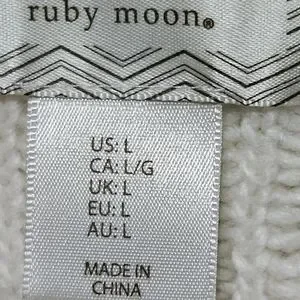 ruby moon®
US: L
CA: L/G
UK: L
EU: L
AU: L
MADE IN
CHINA